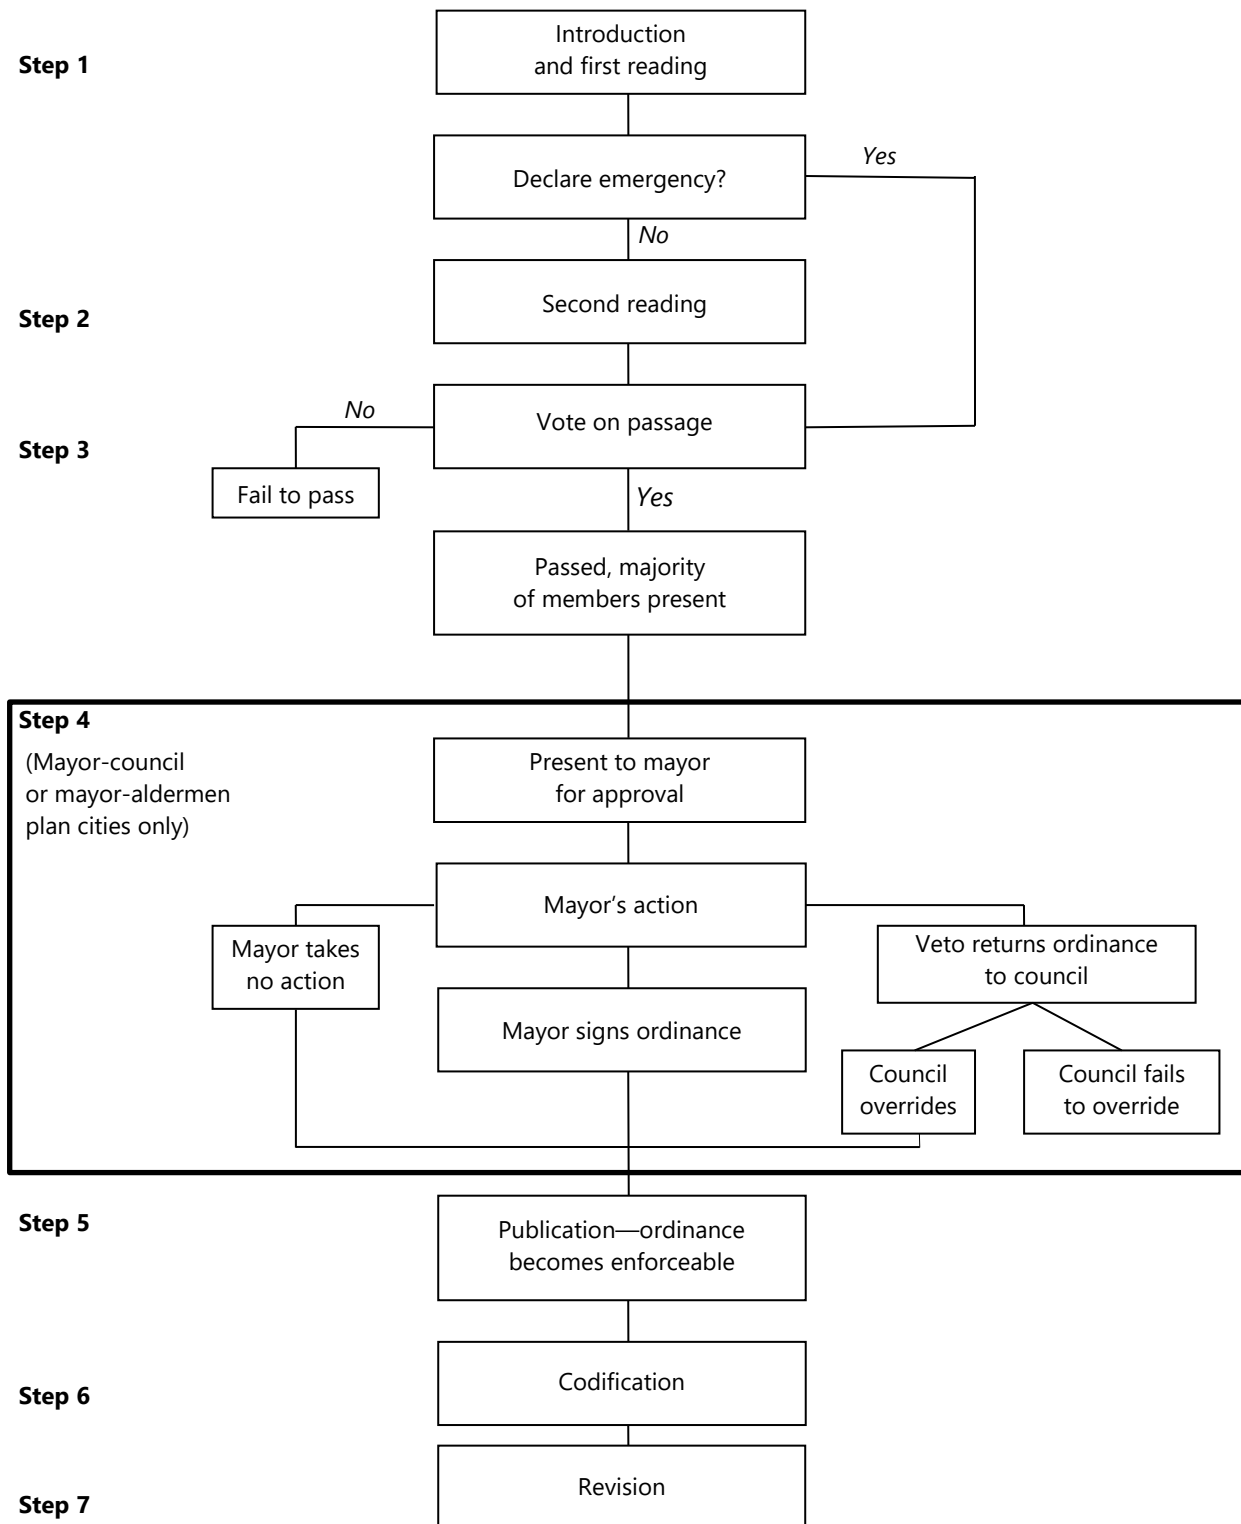 Introduction
and first reading
Step 1
Declare emergency?
Yes
No
Second reading
Step 2
Vote on passage
No
Step 3
Fail to pass
Yes
Passed, majority
of members present
Step 4
(Mayor-council
or mayor-aldermen
plan cities only)
Present to mayor
for approval
Mayor’s action
Mayor takes
no action
Veto returns ordinance
to council
Mayor signs ordinance
Council
overrides
Council fails
to override
Step 5
Publication—ordinance
becomes enforceable
Codification
Step 6
Revision
Step 7